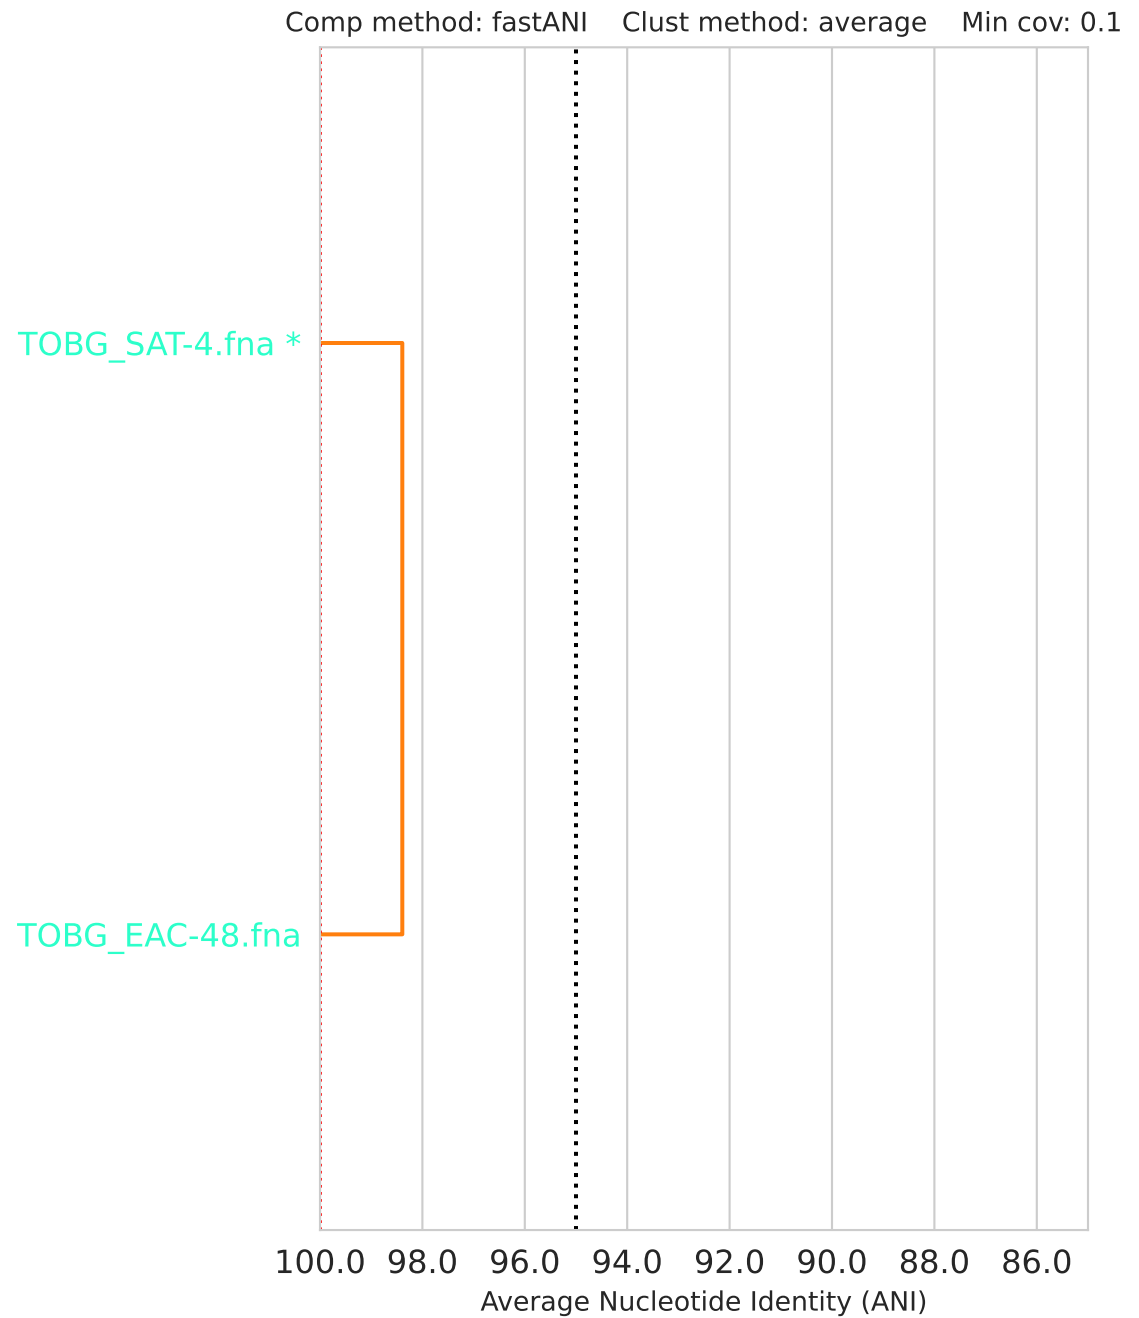 Comp method: fastANI    Clust method: average    Min cov: 0.1
TOBG_SAT-4.fna *
TOBG_EAC-48.fna
100.0 98.0 96.0 94.0 92.0 90.0 88.0 86.0
Average Nucleotide Identity (ANI)